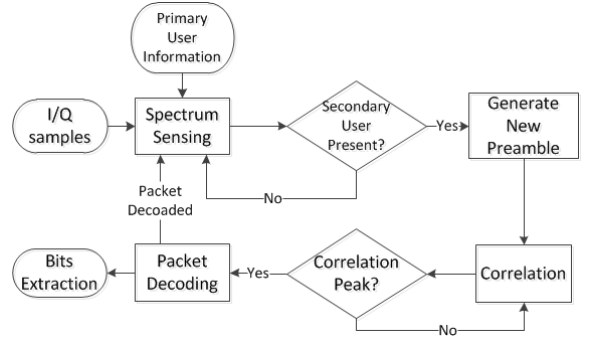 Primary
User
Information
I/Q
samples
Spectrum
Sensing
Secondary
User
Present?
Yes
Generate
New
Preamble
No
Packet
Decoaded
Bits
Extraction
Packet
Decoding
Yes
Correlation
Peak?
Correlation
No